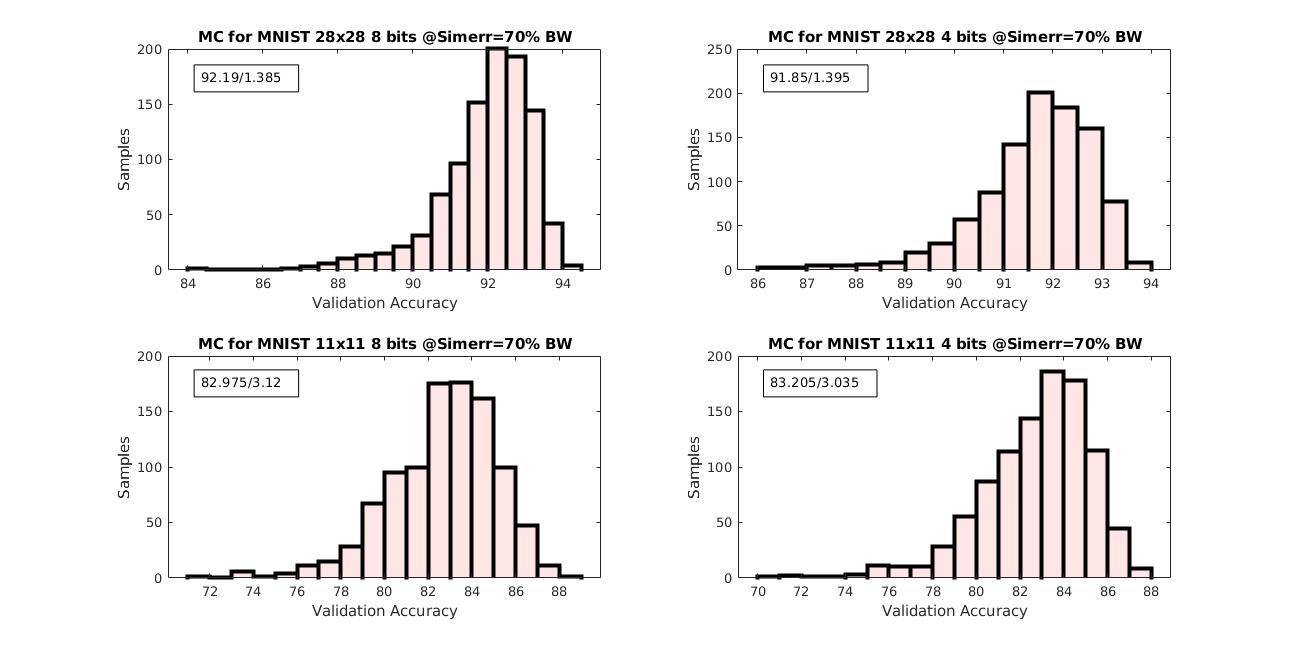 MC for MNIST 28x28 8 bits @Simerr=70% BW
200
150
100
50
0
92.19/1.385
Samples
84 86 88 90 92 94
Validation Accuracy
MC for MNIST 28x28 4 bits @Simerr=70% BW
250
200
150
100
50
0
91.85/1.395
Samples
86 87 88 89 90 91 92 93 94
Validation Accuracy
MC for MNIST 11x11 8 bits @Simerr=70% BW
200
150
100
50
0
82.975/3.12
Samples
72 74 76 78 80 82 84 86 88
Validation Accuracy
MC for MNIST 11x11 4 bits @Simerr=70% BW
200
150
100
50
0
83.205/3.035
Samples
70 72 74 76 78 80 82 84 86 88
Validation Accuracy